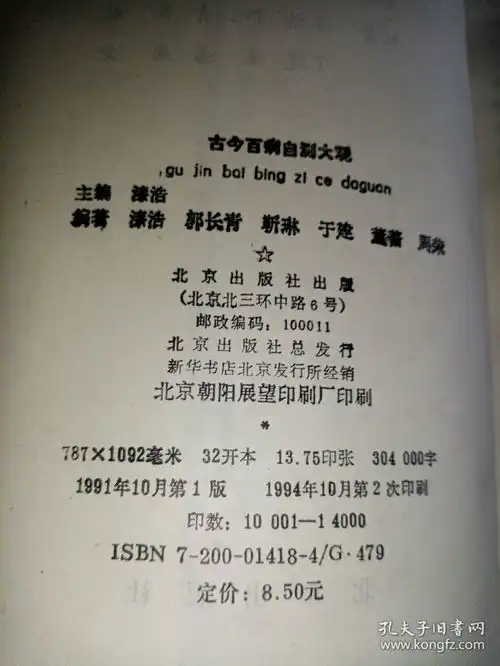 古今百病自测大观
gu jin bai bing zi ce daguan
主编 漆浩
编著 漆浩 郭长青 靳琳 于建 董蕾 周荣
☆
北京出版社出版
(北京北三环中路6号)
邮政编码：100011
北京出版社总发行
新华书店北京发行所经销
北京朝阳展望印刷厂印刷
*
787×1092毫米 32开本 13.75印张 304 000字
1991年10月第1版 1994年10月第2次印刷
印数：10 001—1 4000
ISBN 7-200-01418-4/G·479
定价：8.50元
孔夫子旧书网
www.kongfz.com